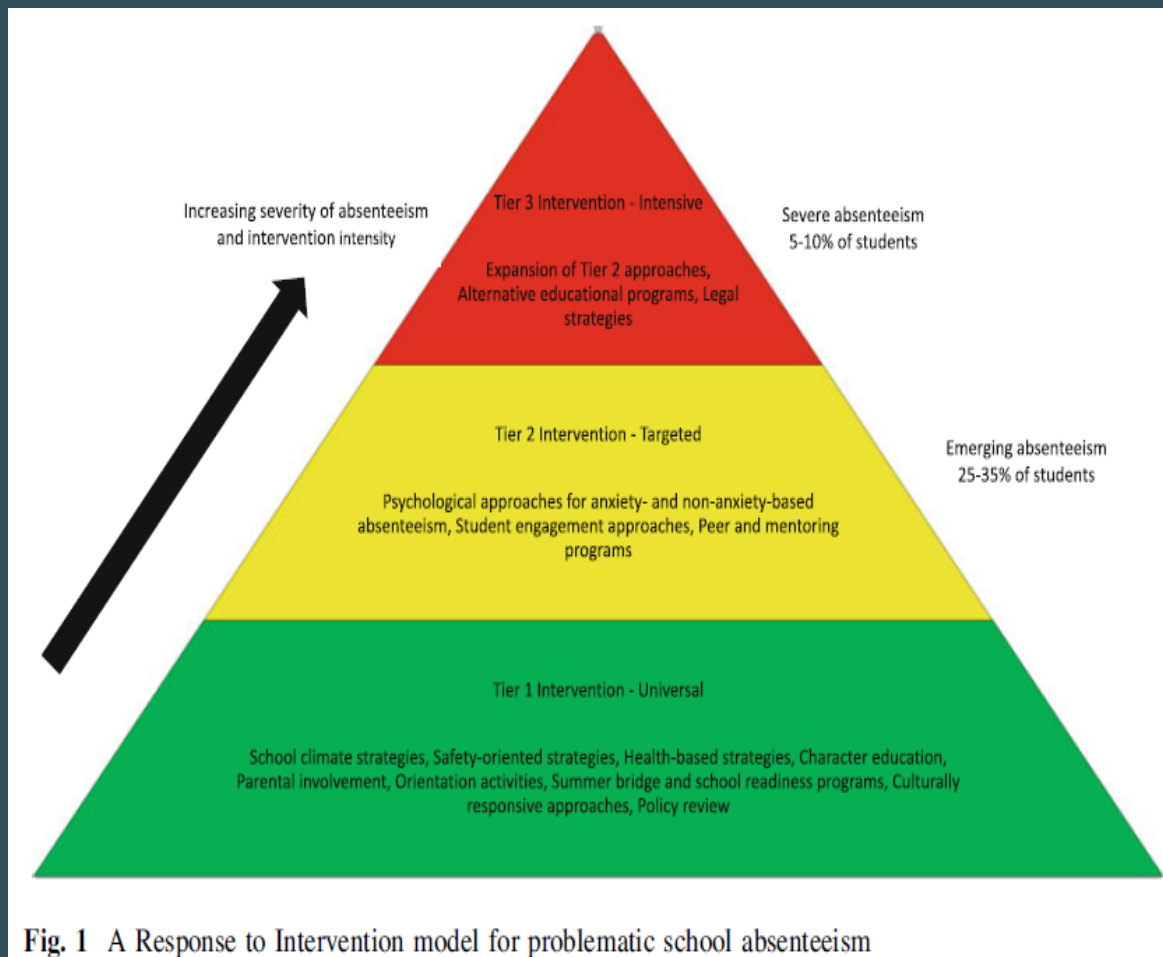 Tier 3 Intervention - Intensive
Increasing severity of absenteeism
and intervention intensity
Severe absenteeism
5-10% of students
Expansion of Tier 2 approaches,
Alternative educational programs, Legal
strategies
Tier 2 Intervention - Targeted
Emerging absenteeism
25-35% of students
Psychological approaches for anxiety- and non-anxiety-based
absenteeism, Student engagement approaches, Peer and mentoring
programs
Tier 1 Intervention - Universal
School climate strategies, Safety-oriented strategies, Health-based strategies, Character education,
Parental involvement, Orientation activities, Summer bridge and school readiness programs, Culturally
responsive approaches, Policy review
Fig. 1 A Response to Intervention model for problematic school absenteeism